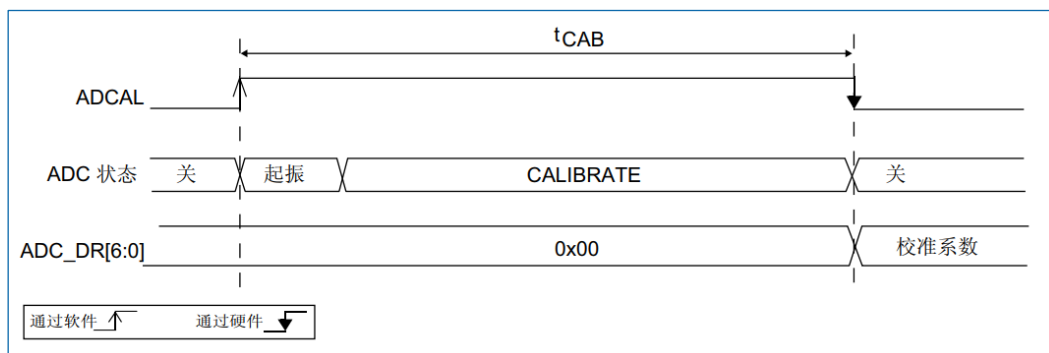 tCAB
ADCAL
ADC 状态 关 起振 CALIBRATE 关
ADC_DR[6:0] 0x00 校准系数
通过软件 通过硬件